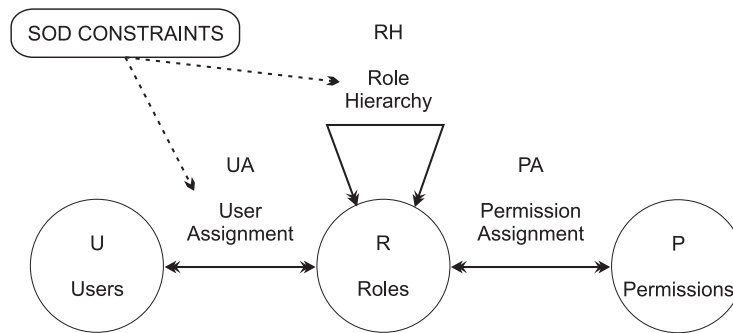 SOD CONSTRAINTS
RH
Role
Hierarchy
UA
User
Assignment
PA
Permission
Assignment
U
Users
R
Roles
P
Permissions